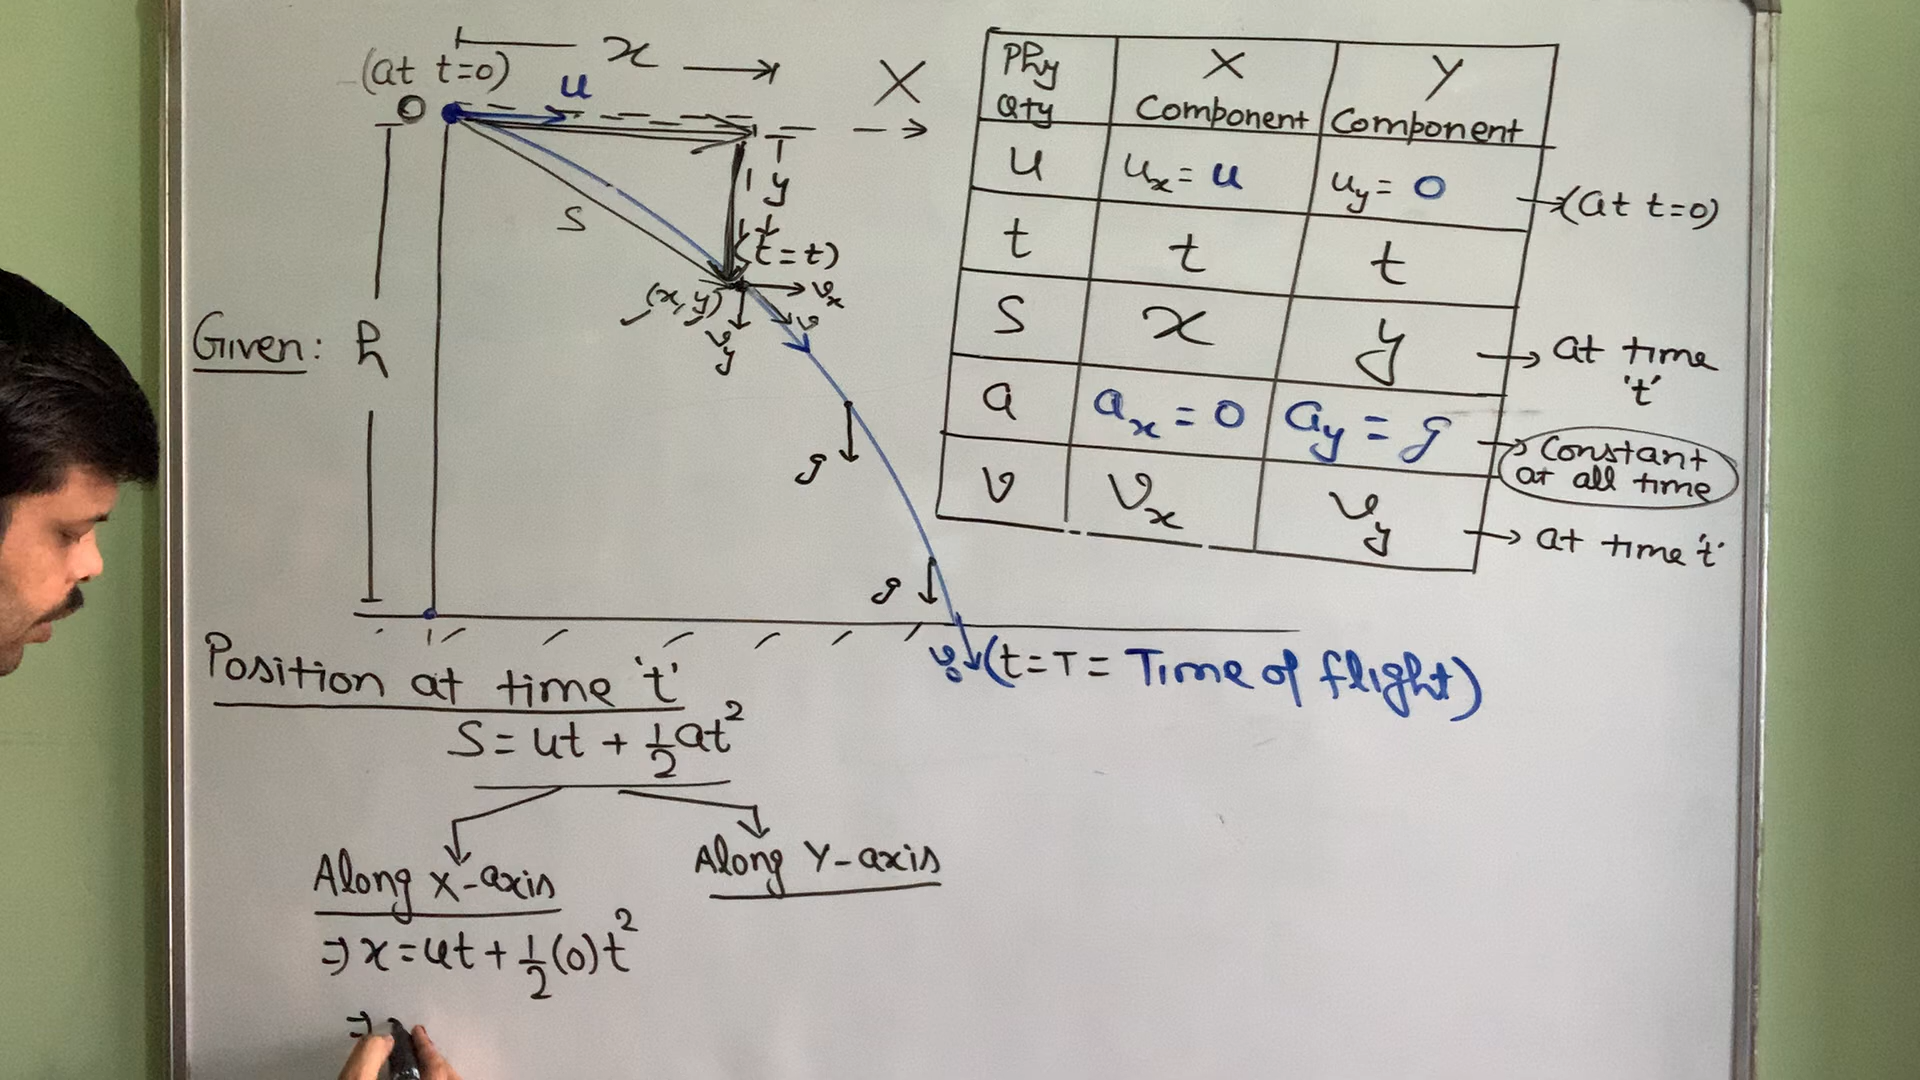 x
(at t=0)
u
X
O
T
y
S
(t=t)
(x,y)
vx
v
vy
Given: h
g
g
v
(t=T= Time of flight)
Phy Qty
X Component
Y Component
u
ux = u
uy = 0
(at t=0)
t
t
t
S
x
y
at time 't'
a
ax = 0
ay = g
Constant at all time
v
vx
vy
at time 't'
Position at time 't'
S = ut + 1/2 at²
Along X-axis
Along Y-axis
⇒ x = ut + 1/2 (0)t²
⇒